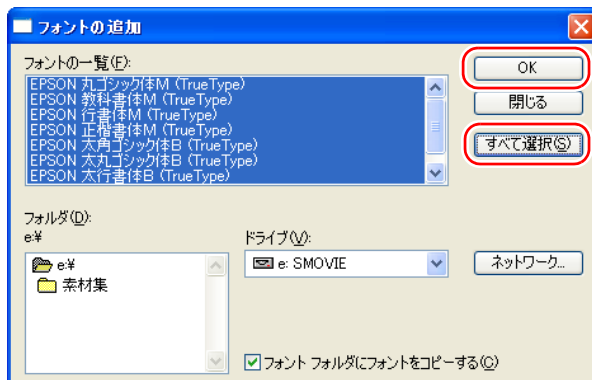 フォントの追加
フォントの一覧(F):
EPSON 丸ゴシック体M (TrueType)
EPSON 教科書体M (TrueType)
EPSON 行書体M (TrueType)
EPSON 正楷書体M (TrueType)
EPSON 太角ゴシック体B (TrueType)
EPSON 太丸ゴシック体B (TrueType)
EPSON 太行書体B (TrueType)
OK
閉じる
すべて選択(S)
フォルダ(D):
e:¥
e:¥
素材集
ドライブ(V):
e: SMOVIE
ネットワーク...
フォント フォルダにフォントをコピーする(C)